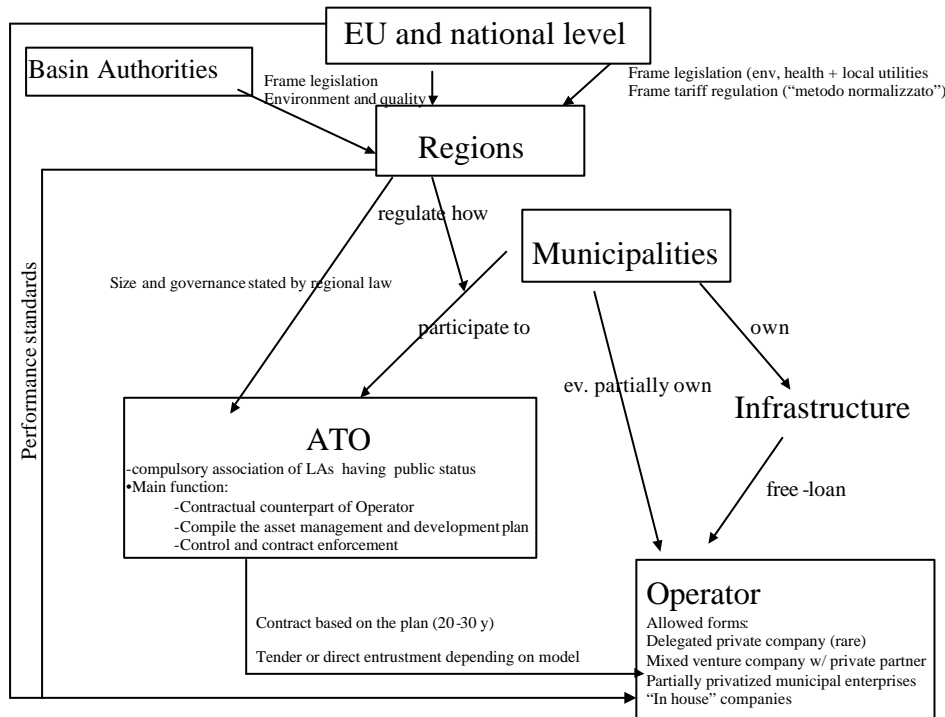 EU and national level
Basin Authorities
Frame legislation
Environment and quality
Frame legislation (env, health + local utilities
Frame tariff regulation (“metodo normalizzato”)
Regions
regulate how
Municipalities
Size and governance stated by regional law
participate to
own
ev. partially own
Infrastructure
Performance standards
ATO
-compulsory association of LAs having public status
•Main function:
-Contractual counterpart of Operator
-Compile the asset management and development plan
-Control and contract enforcement
free-loan
Contract based on the plan (20-30 y)
Tender or direct entrustment depending on model
Operator
Allowed forms:
Delegated private company (rare)
Mixed venture company w/ private partner
Partially privatized municipal enterprises
“In house” companies